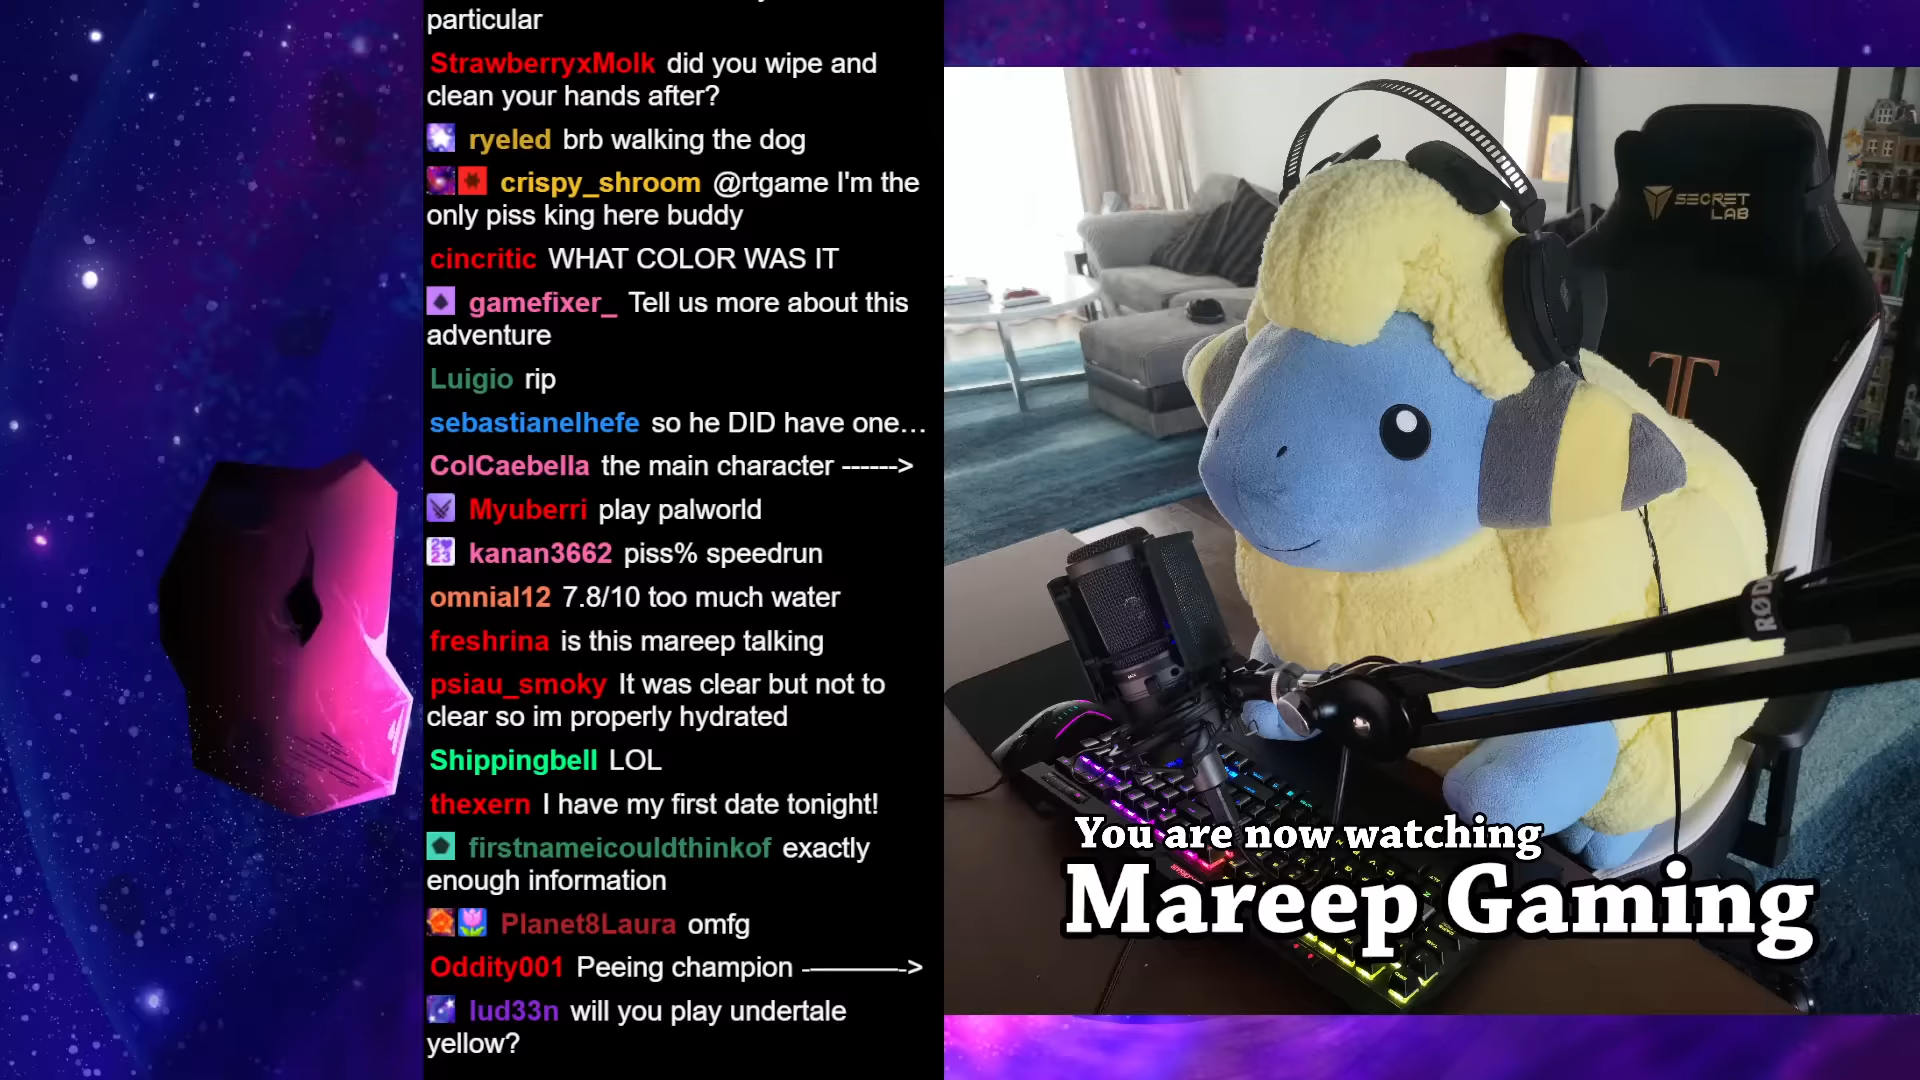 particular
StrawberryxMolk did you wipe and
clean your hands after?
ryeled brb walking the dog
crispy_shroom @rtgame I'm the
only piss king here buddy
cincritic WHAT COLOR WAS IT
gamefixer_ Tell us more about this
adventure
Luigio rip
sebastianelhefe so he DID have one…
ColCaebella the main character ------>
Myuberri play palworld
2023
kanan3662 piss% speedrun
omnial12 7.8/10 too much water
freshrina is this mareep talking
psiau_smoky It was clear but not to
clear so im properly hydrated
Shippingbell LOL
thexern I have my first date tonight!
firstnameicouldthinkof exactly
enough information
Planet8Laura omfg
Oddity001 Peeing champion -————->
lud33n will you play undertale
yellow?
SECRET
LAB
RØDE
You are now watching
Mareep Gaming